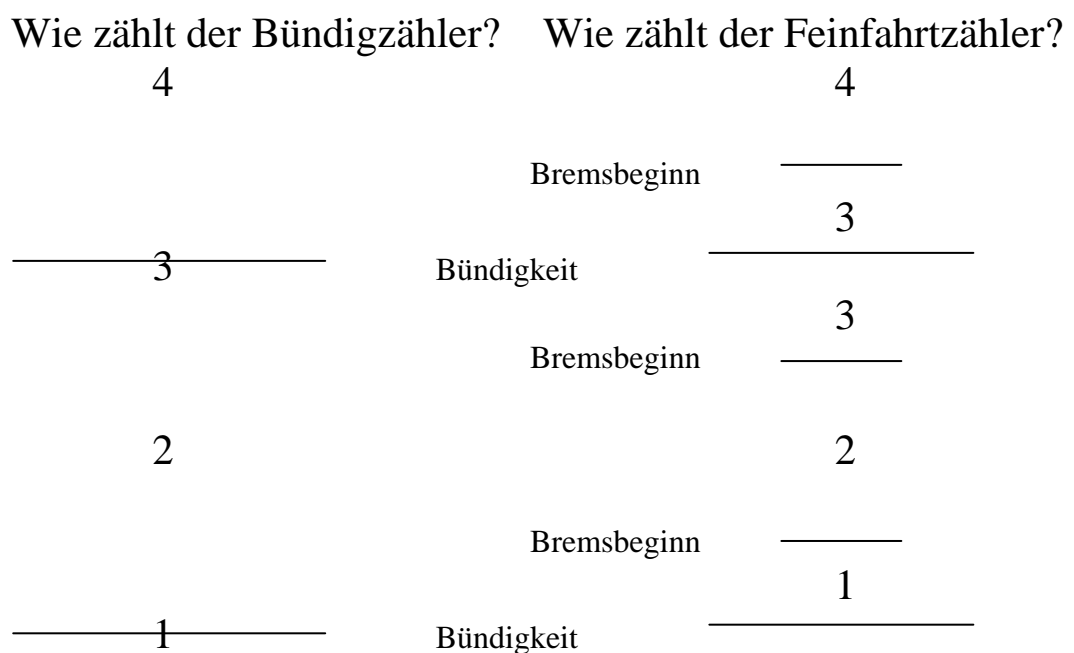 Wie zählt der Bündigzähler? Wie zählt der Feinfahrtzähler?
4 4
Bremsbeginn
3
3 Bündigkeit
3
Bremsbeginn
2 2
Bremsbeginn
1
1 Bündigkeit